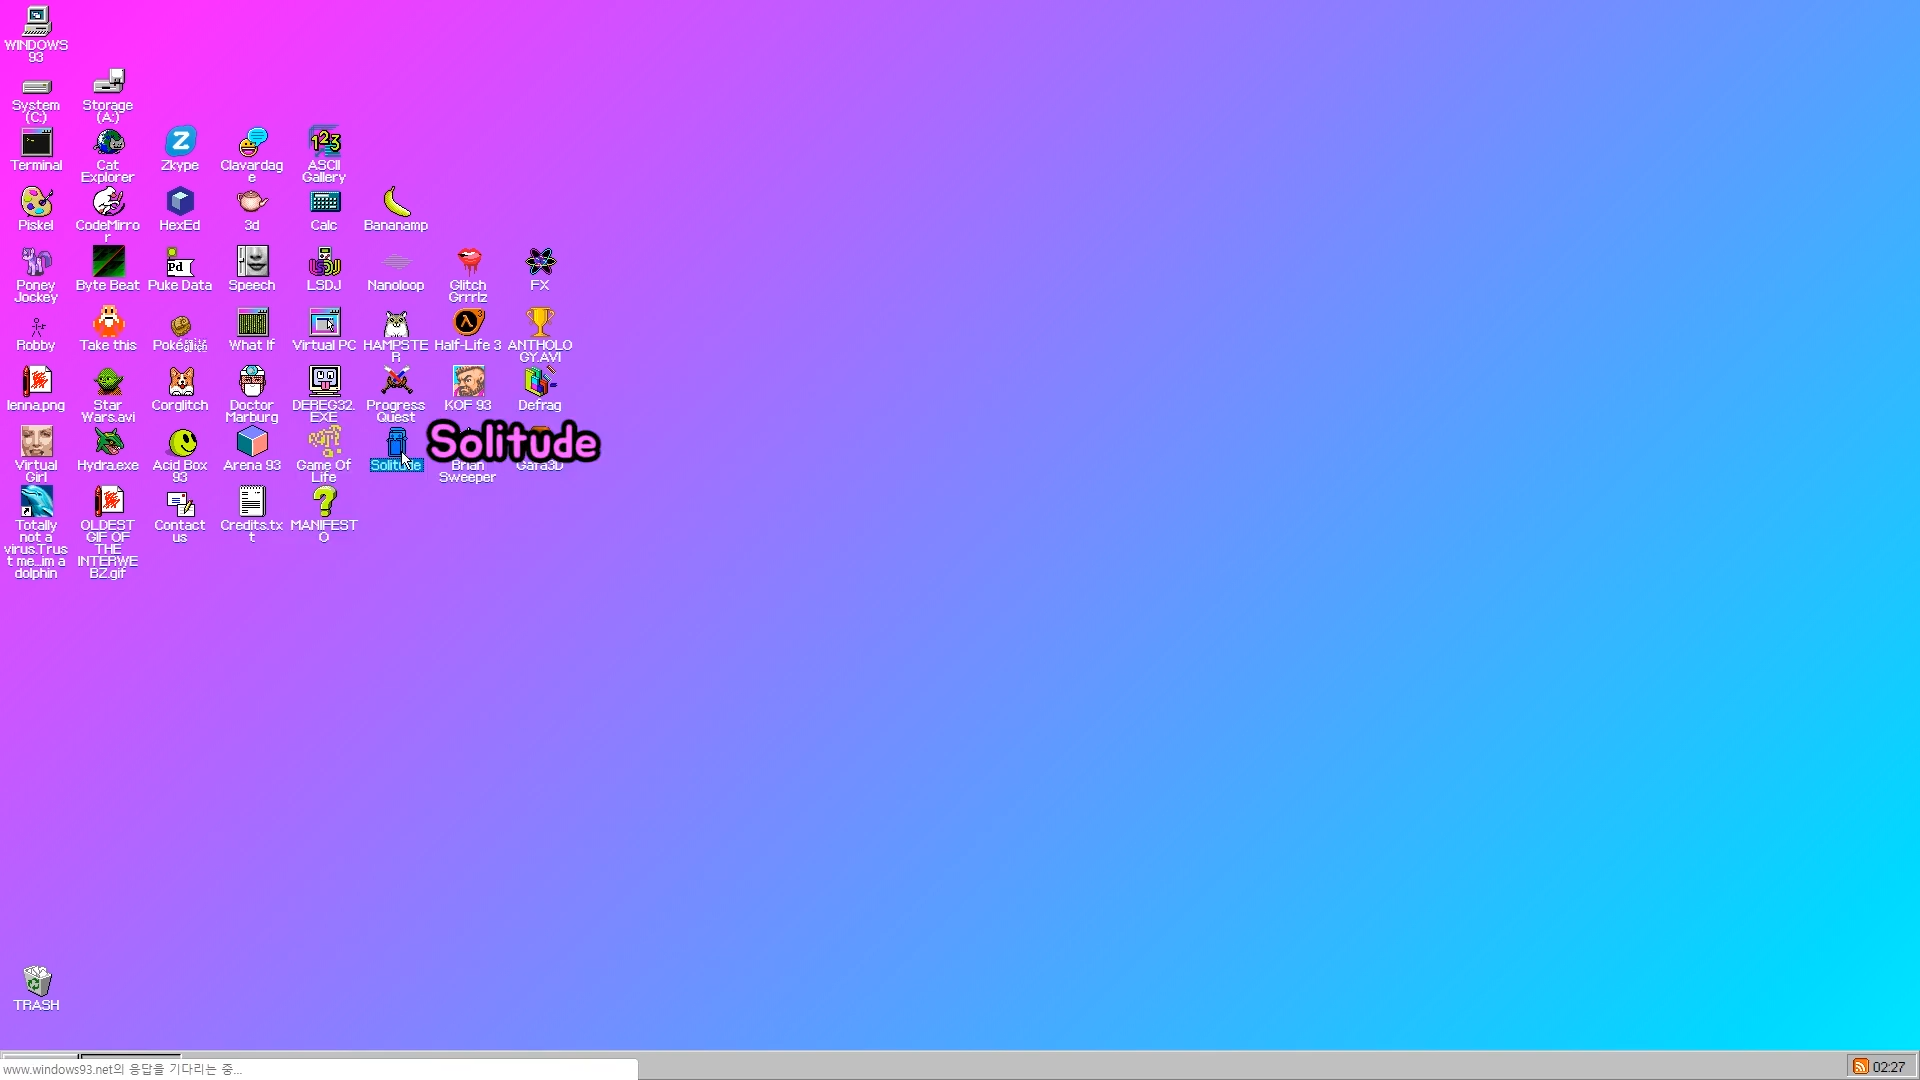 WINDOWS
93
System
(C:)
Storage
(A:)
Terminal
Cat
Explorer
Zkype
Clavardag
e
ASCII
Gallery
Piskel
CodeMirro
r
HexEd
3d
Calc
Bananamp
Poney
Jockey
Byte Beat
Puke Data
Speech
LSDJ
Nanoloop
Glitch
Grrrlz
FX
Robby
Take this
What If
Virtual PC
HAMPSTE
R
Half-Life 3
ANTHOLO
GY.AVI
lenna.png
Star
Wars.avi
Corglitch
Doctor
Marburg
DEREG32.
EXE
Progress
Quest
KOF 93
Defrag
Virtual
Girl
Hydra.exe
Acid Box
93
Arena 93
Game Of
Life
Solitude
Solitude
Brian
Sweeper
Gafa3D
Totally
not a
virus.Trus
t me...im a
dolphin
OLDEST
GIF OF
THE
INTERWE
BZ.gif
Contact
us
Credits.tx
t
MANIFEST
O
TRASH
www.windows93.net의 응답을 기다리는 중...
02:27